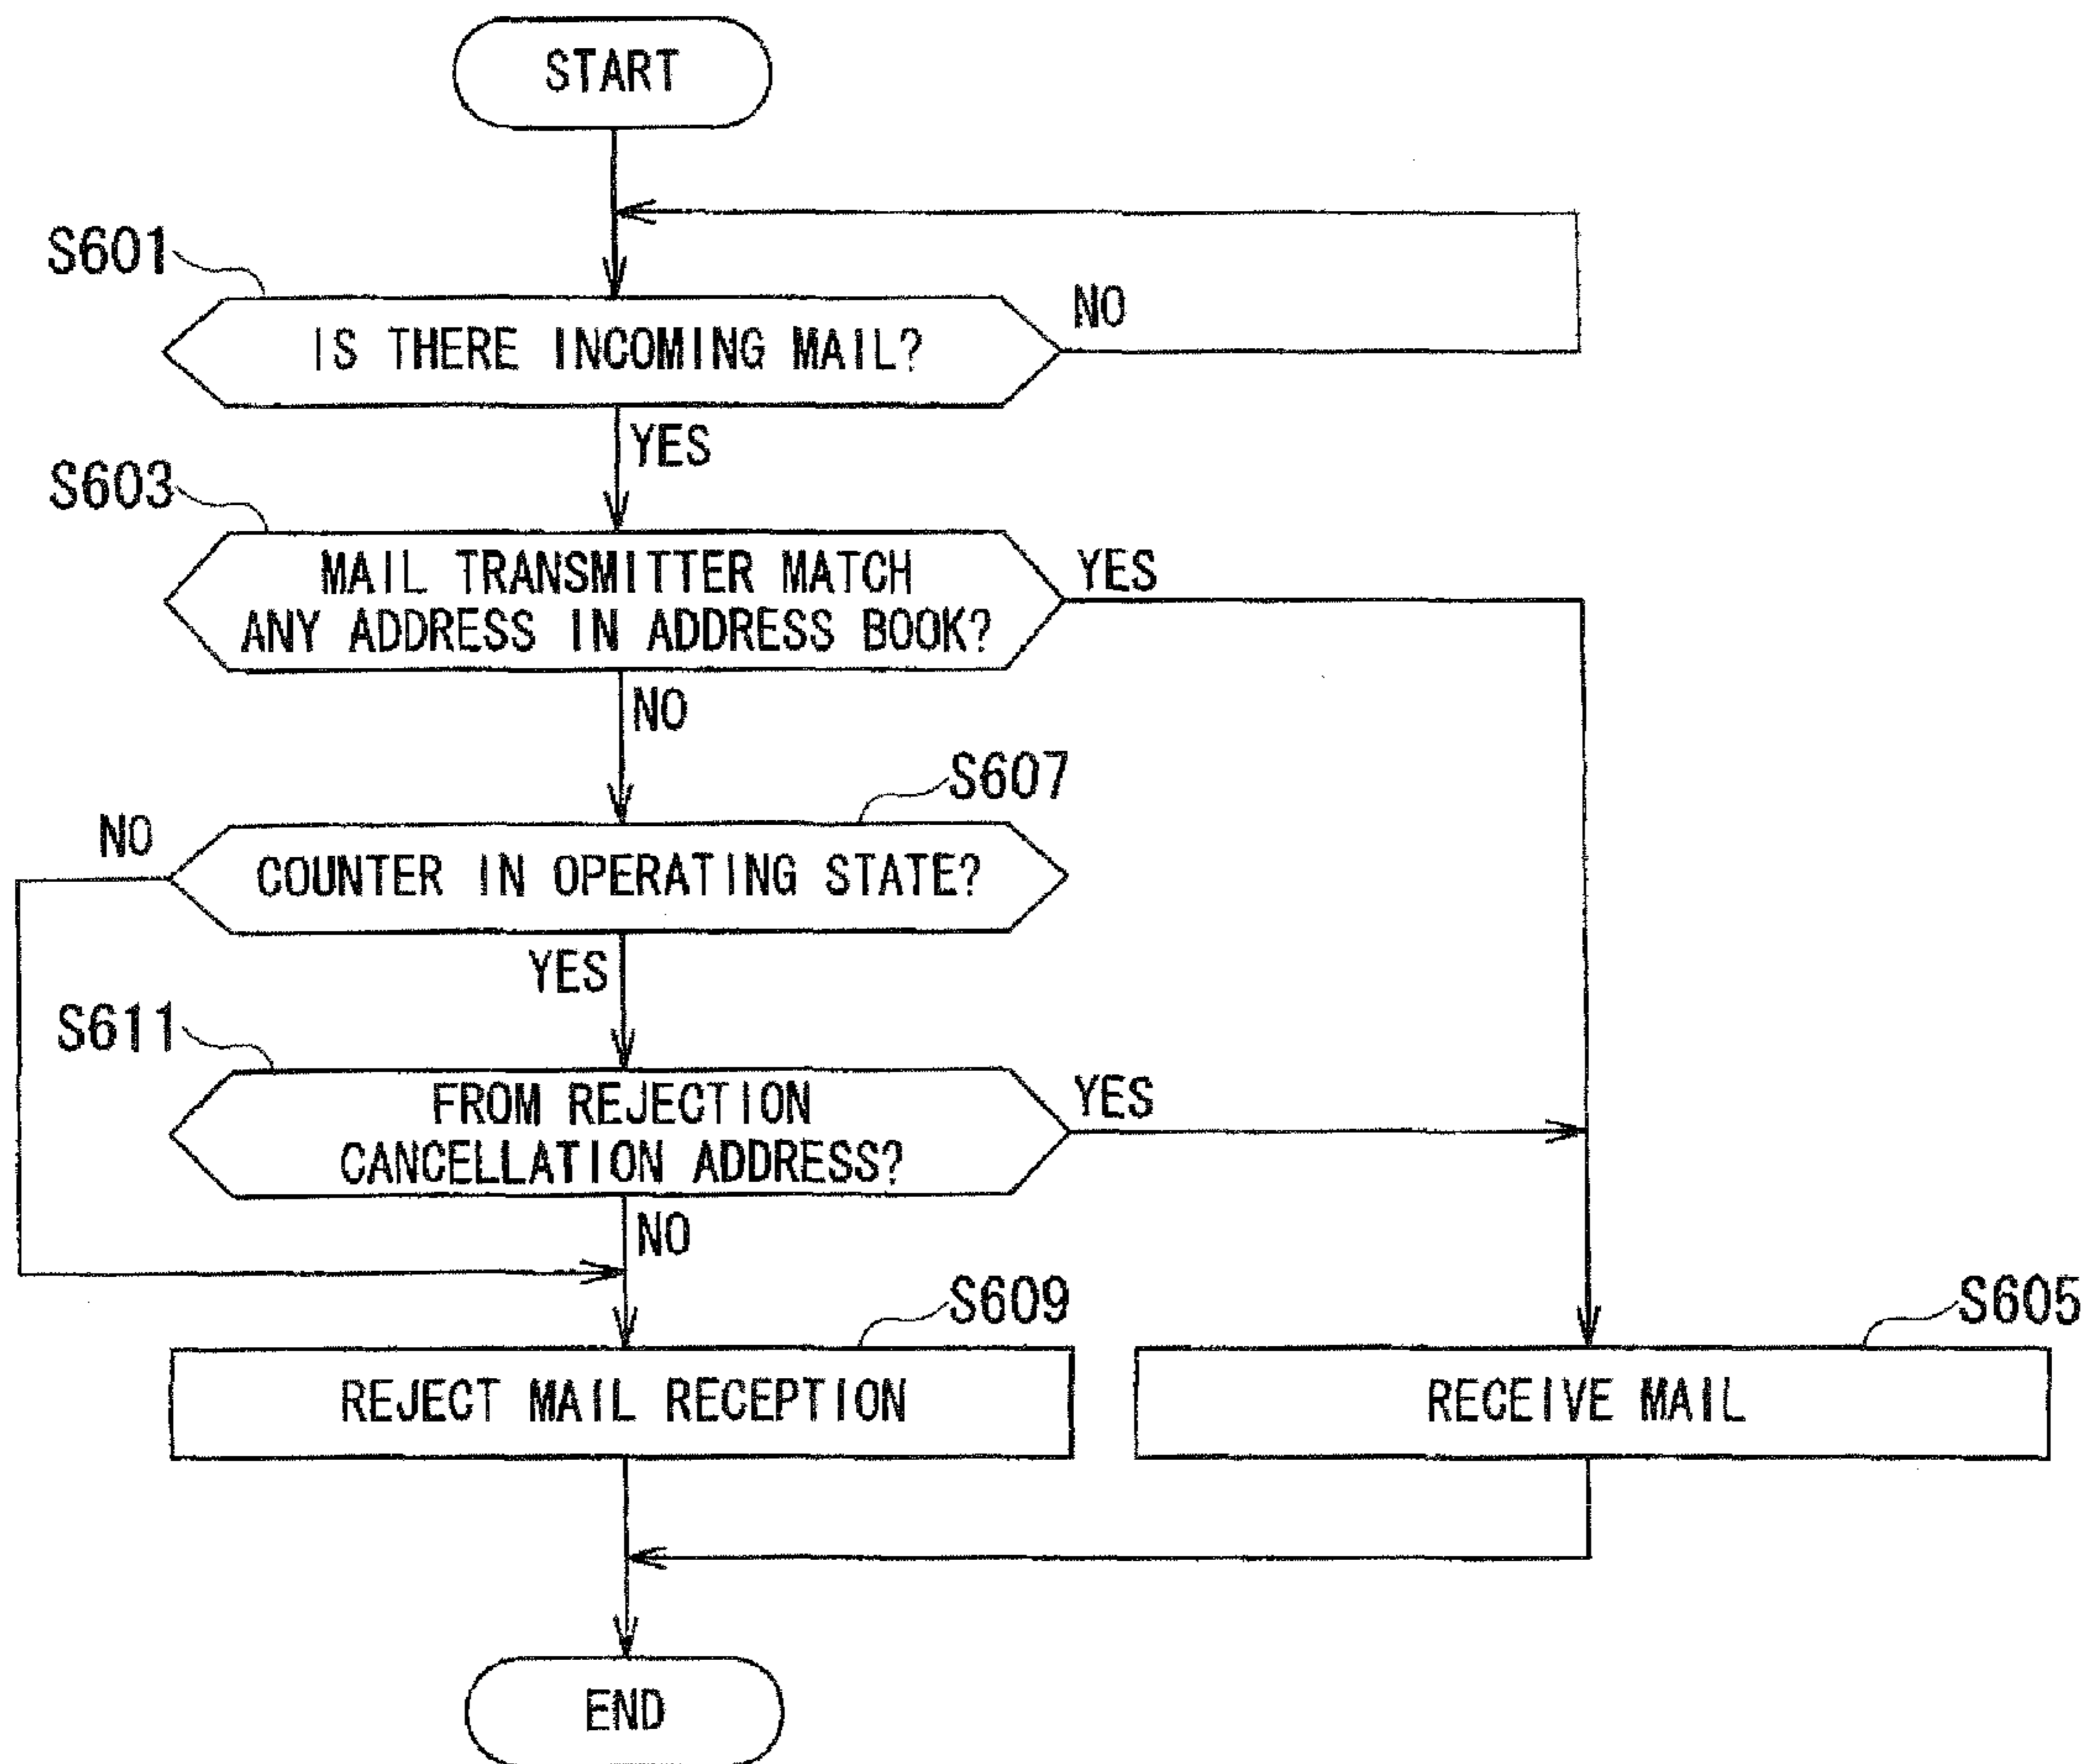 START
S601
IS THERE INCOMING MAIL?
NO
YES
S603
MAIL TRANSMITTER MATCH
ANY ADDRESS IN ADDRESS BOOK?
YES
NO
S607
NO
COUNTER IN OPERATING STATE?
YES
S611
FROM REJECTION
CANCELLATION ADDRESS?
YES
NO
S609
S605
REJECT MAIL RECEPTION
RECEIVE MAIL
END